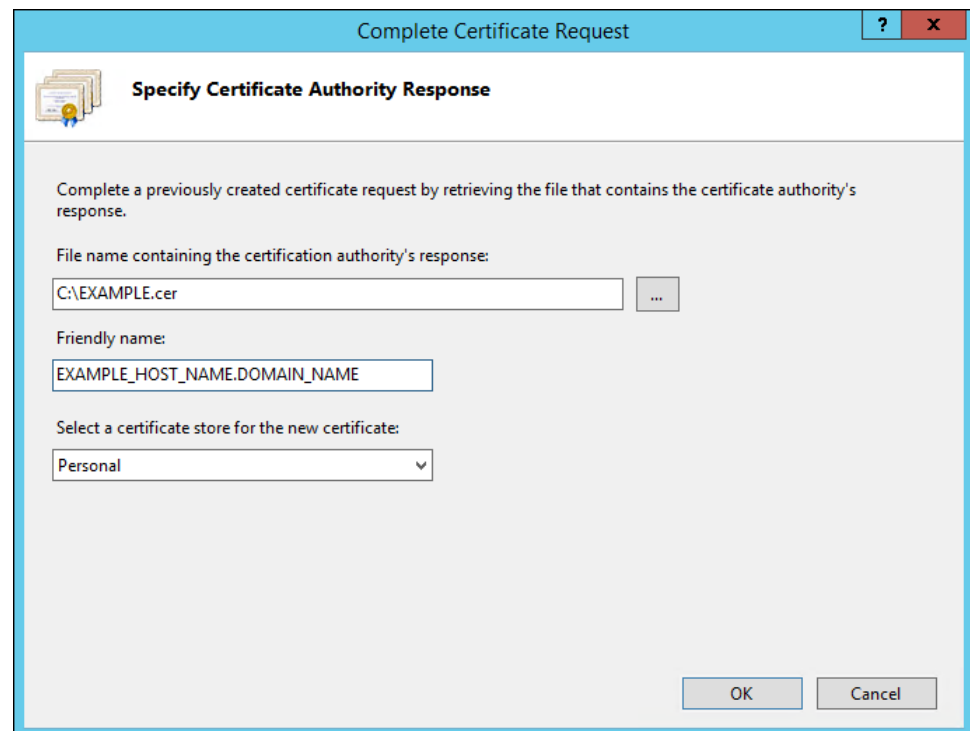 Complete Certificate Request
?
x
Specify Certificate Authority Response
Complete a previously created certificate request by retrieving the file that contains the certificate authority's
response.
File name containing the certification authority's response:
C:\EXAMPLE.cer
...
Friendly name:
EXAMPLE_HOST_NAME.DOMAIN_NAME
Select a certificate store for the new certificate:
Personal
OK
Cancel